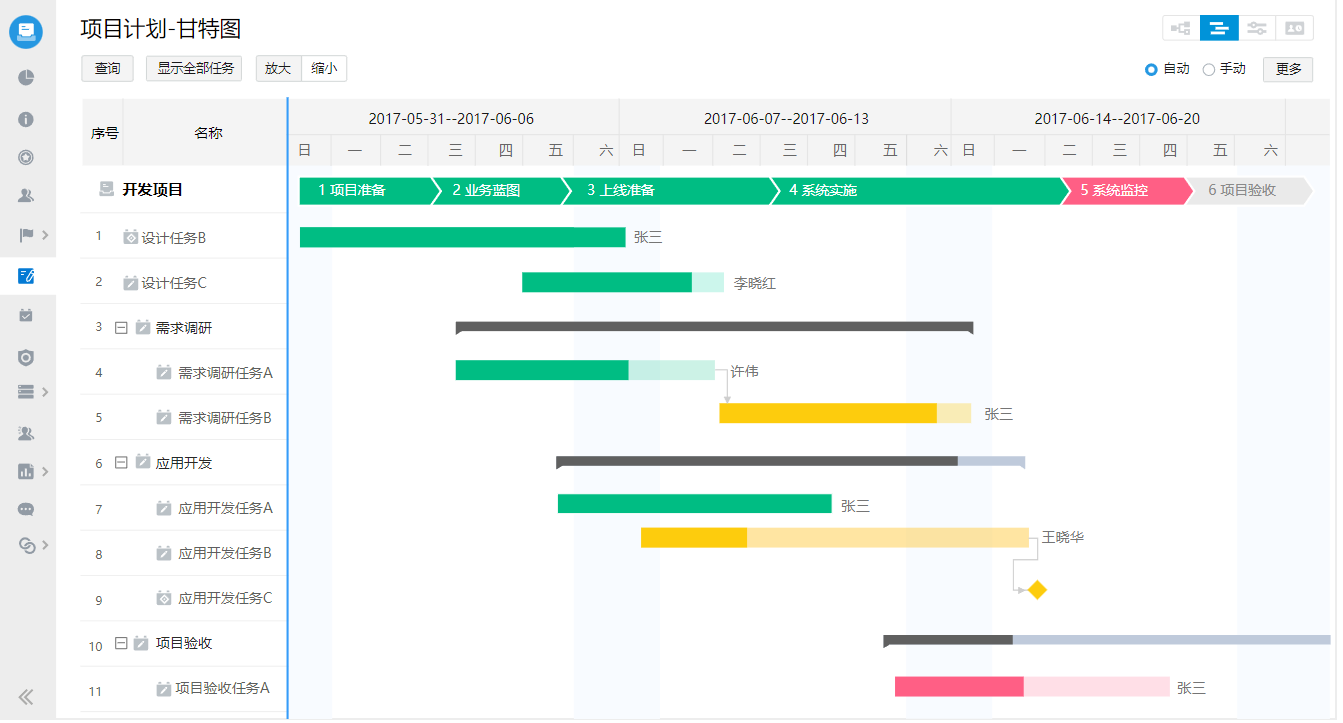 项目计划-甘特图
查询 显示全部任务 放大 缩小 自动 手动 更多
序号 名称 2017-05-31--2017-06-06 2017-06-07--2017-06-13 2017-06-14--2017-06-20
日 一 二 三 四 五 六 日 一 二 三 四 五 六 日 一 二 三 四 五 六
开发项目 1 项目准备 2 业务蓝图 3 上线准备 4 系统实施 5 系统监控 6 项目验收
1 设计任务B 张三
2 设计任务C 李晓红
3 需求调研
4 需求调研任务A 许伟
5 需求调研任务B 张三
6 应用开发
7 应用开发任务A 张三
8 应用开发任务B 王晓华
9 应用开发任务C
10 项目验收
11 项目验收任务A 张三